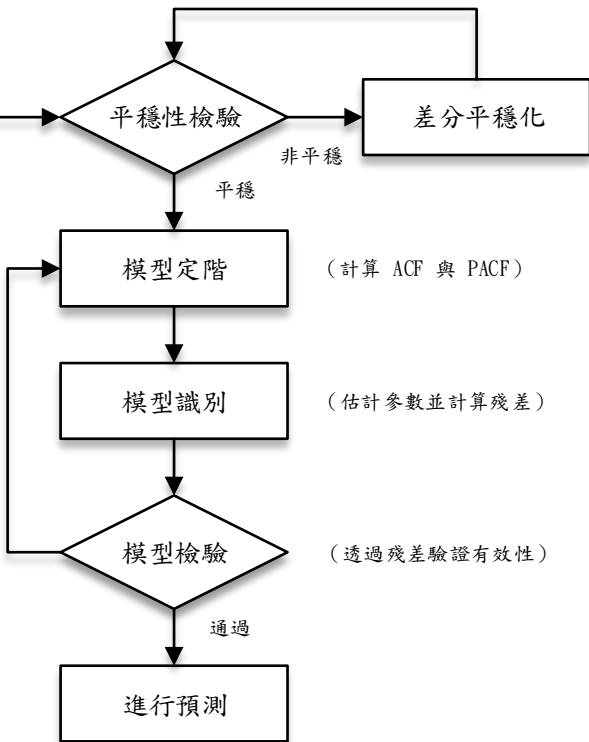 平穩性檢驗
差分平穩化
非平穩
平穩
模型定階
(計算 ACF 與 PACF)
模型識別
(估計參數並計算殘差)
模型檢驗
(透過殘差驗證有效性)
通過
進行預測